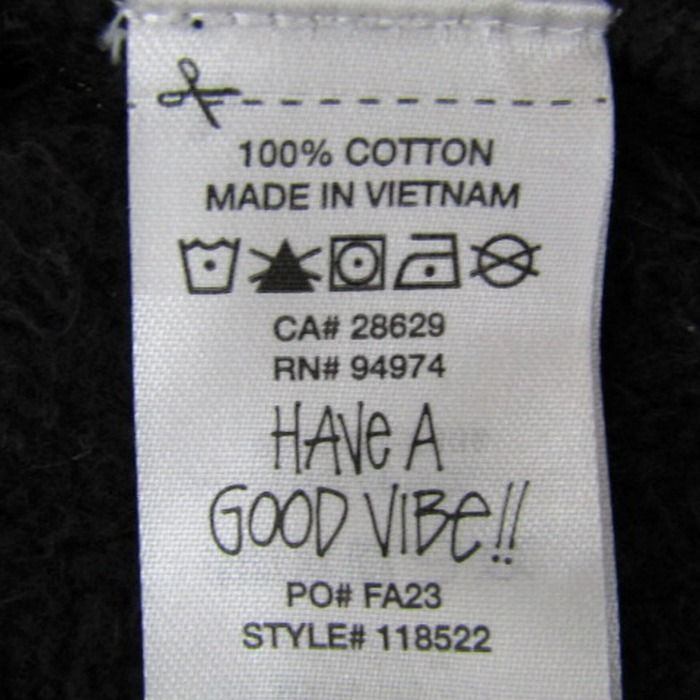 100% COTTON
MADE IN VIETNAM
CA# 28629
RN# 94974
HAVe A
GOOD VIBe!!
PO# FA23
STYLE# 118522